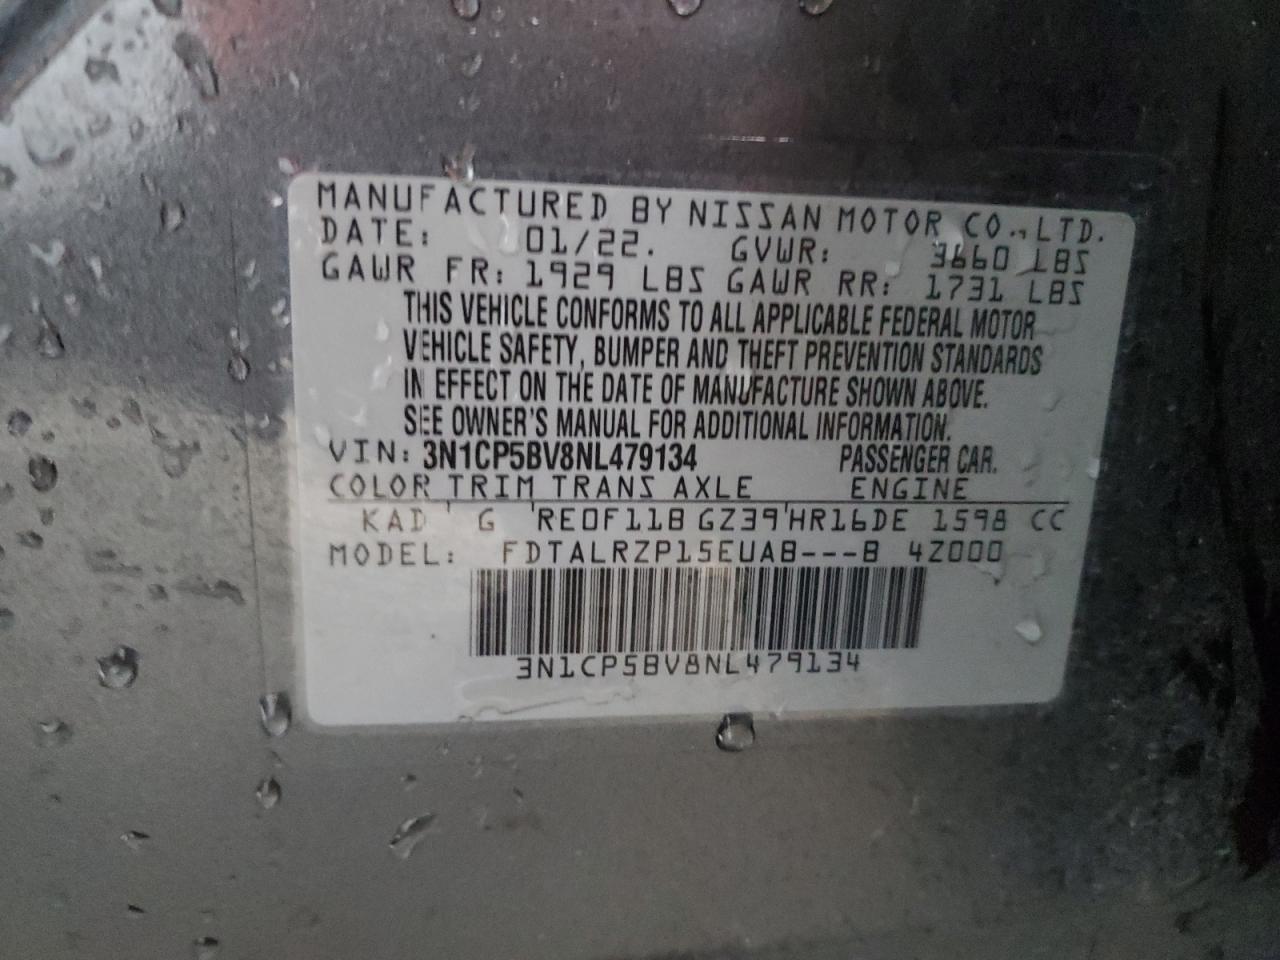 MANUFACTURED BY NISSAN MOTOR CO.,LTD.
DATE: 01/22. GVWR: 3660 LBS
GAWR FR: 1929 LBS GAWR RR: 1731 LBS
THIS VEHICLE CONFORMS TO ALL APPLICABLE FEDERAL MOTOR
VEHICLE SAFETY, BUMPER AND THEFT PREVENTION STANDARDS
IN EFFECT ON THE DATE OF MANUFACTURE SHOWN ABOVE.
SEE OWNER'S MANUAL FOR ADDITIONAL INFORMATION.
VIN: 3N1CP5BV8NL479134 PASSENGER CAR.
COLOR TRIM TRANS AXLE ENGINE
KAD ' G 'RE0F11B GZ39'HR16DE 1598 CC
MODEL: FDTALRZP15EUAB---B 4Z000
3N1CP5BV8NL479134